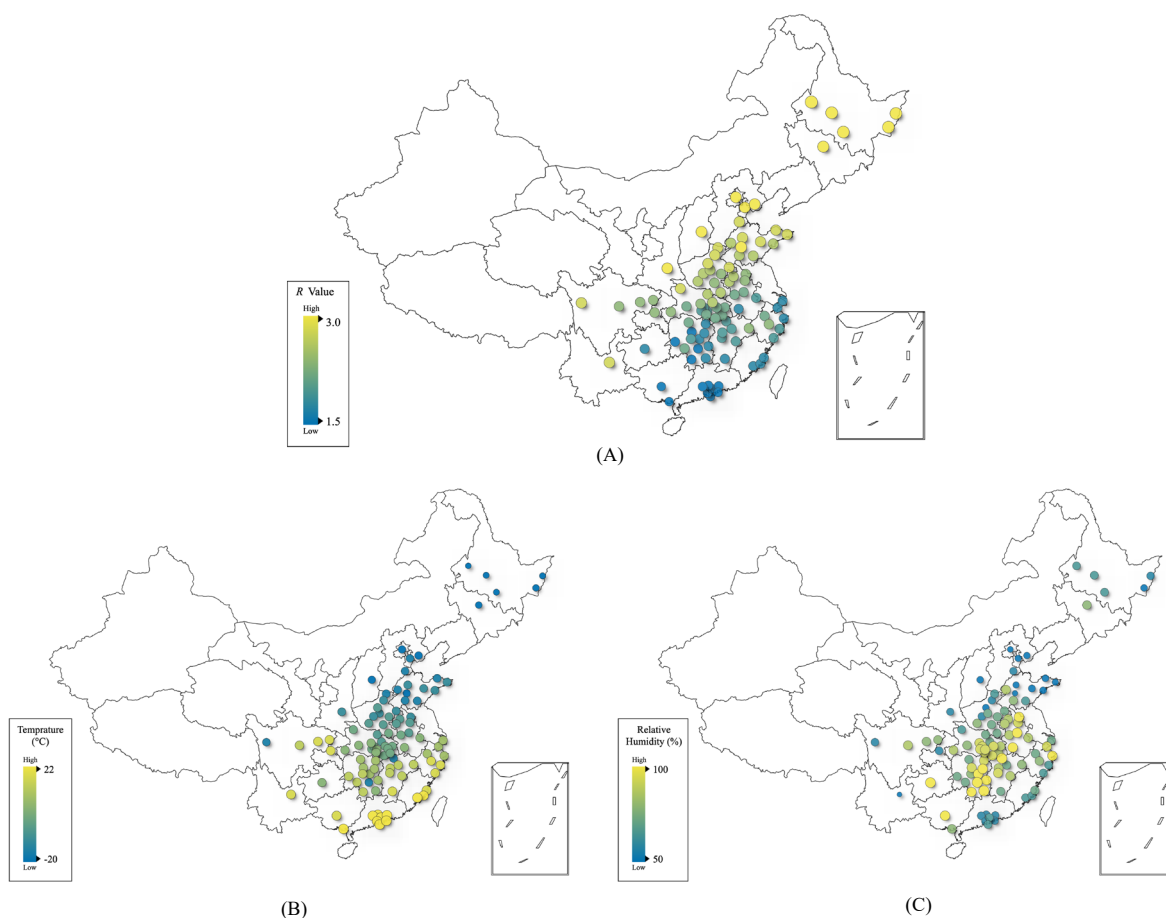 R Value
High
3.0
1.5
Low
(A)
Temprature
(°C)
High
22
-20
Low
(B)
Relative
Humidity (%)
High
100
50
Low
(C)